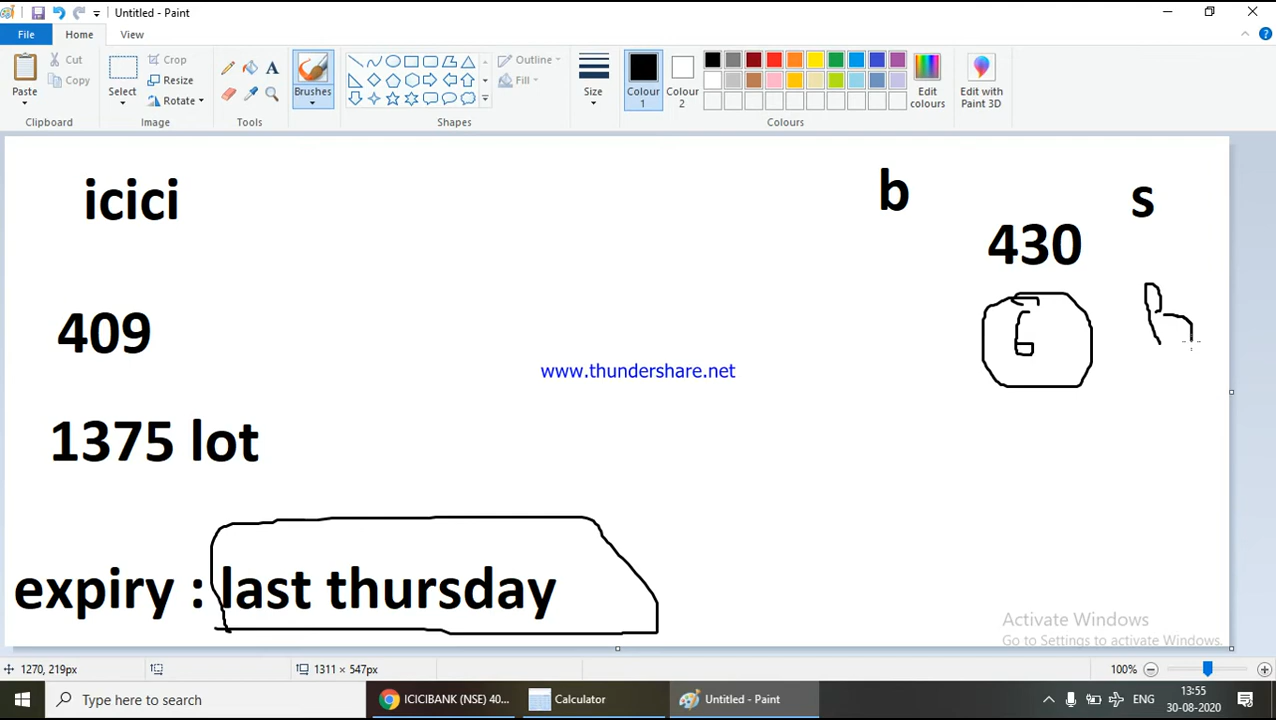 Untitled - Paint
File
Home
View
Paste
Cut
Copy
Clipboard
Select
Crop
Resize
Rotate
Image
Tools
Brushes
Shapes
Outline
Fill
Size
Colour 1
Colour 2
Edit colours
Edit with Paint 3D
Colours
icici
b
s
430
6
409
www.thundershare.net
1375 lot
expiry : last thursday
Activate Windows
Go to Settings to activate Windows.
1270, 219px
1311 × 547px
100%
Type here to search
ICICIBANK (NSE) 40...
Calculator
Untitled - Paint
ENG
13:55
30-08-2020